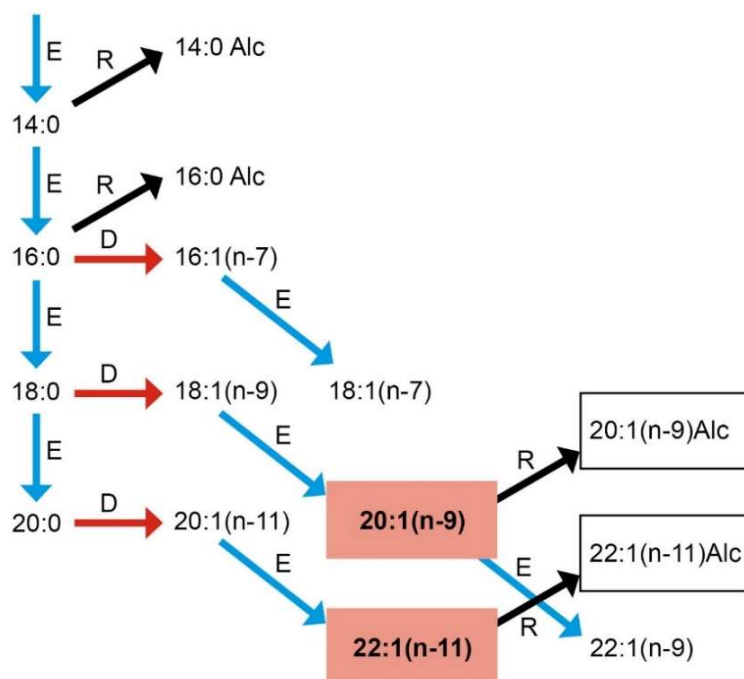 E
R
14:0 Alc
14:0
E
R
16:0 Alc
16:0
D
16:1(n-7)
E
E
18:0
D
18:1(n-9)
18:1(n-7)
E
E
20:1(n-9)Alc
R
20:0
D
20:1(n-11)
20:1(n-9)
E
E
22:1(n-11)Alc
R
22:1(n-11)
22:1(n-9)